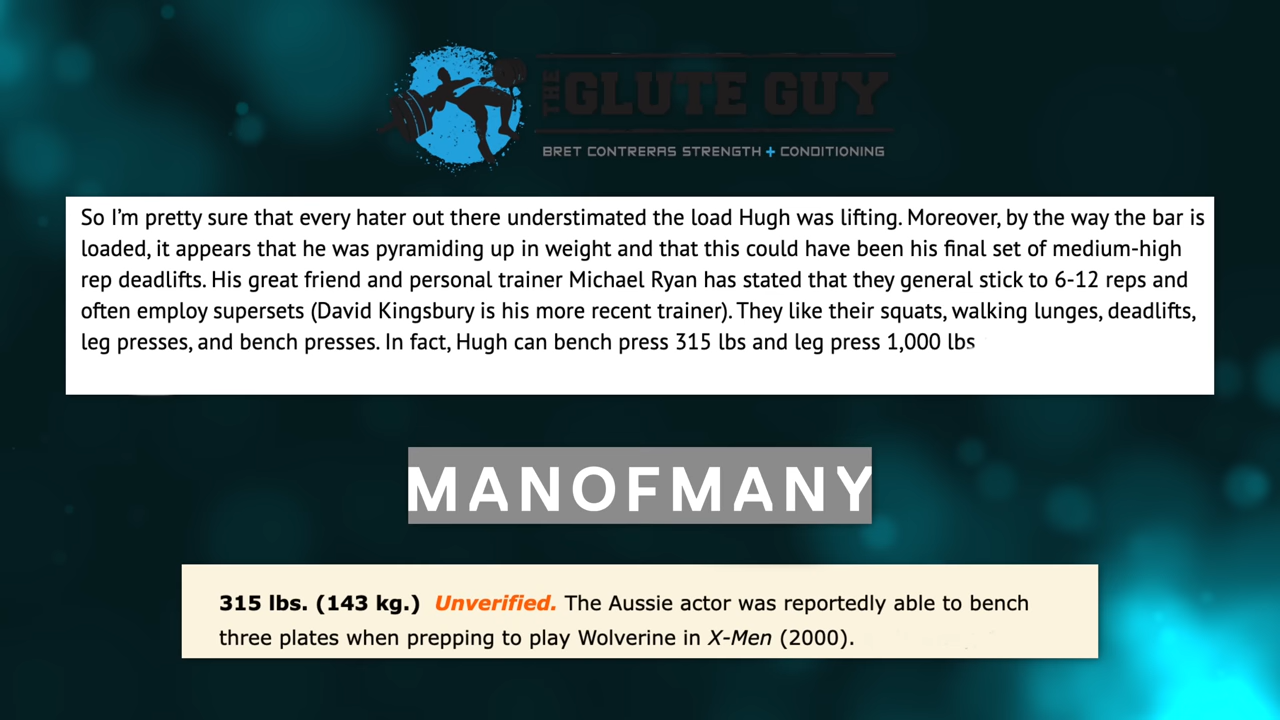 THE GLUTE GUY
BRET CONTRERAS STRENGTH + CONDITIONING
So I'm pretty sure that every hater out there understimated the load Hugh was lifting. Moreover, by the way the bar is
loaded, it appears that he was pyramiding up in weight and that this could have been his final set of medium-high
rep deadlifts. His great friend and personal trainer Michael Ryan has stated that they general stick to 6-12 reps and
often employ supersets (David Kingsbury is his more recent trainer). They like their squats, walking lunges, deadlifts,
leg presses, and bench presses. In fact, Hugh can bench press 315 lbs and leg press 1,000 lbs
MANOFMANY
315 lbs. (143 kg.) Unverified. The Aussie actor was reportedly able to bench
three plates when prepping to play Wolverine in X-Men (2000).